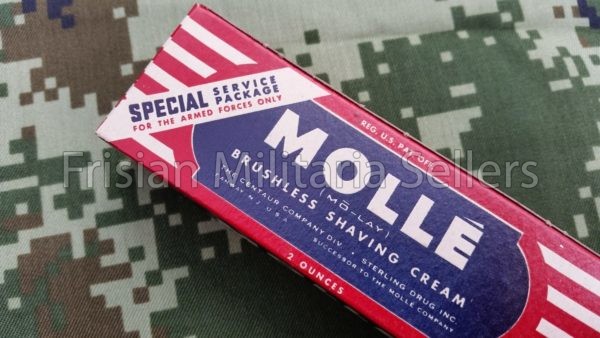 SPECIAL SERVICE PACKAGE
FOR THE ARMED FORCES ONLY
REG. U.S. PAT. OFF.
MOLLÉ
(MŌ-LAY)
BRUSHLESS SHAVING CREAM
CENTAUR COMPANY DIV. • STERLING DRUG INC.
N.J. U.S.A. SUCCESSOR TO THE MOLLÉ COMPANY
2 OUNCES
Frisian Militaria Sellers